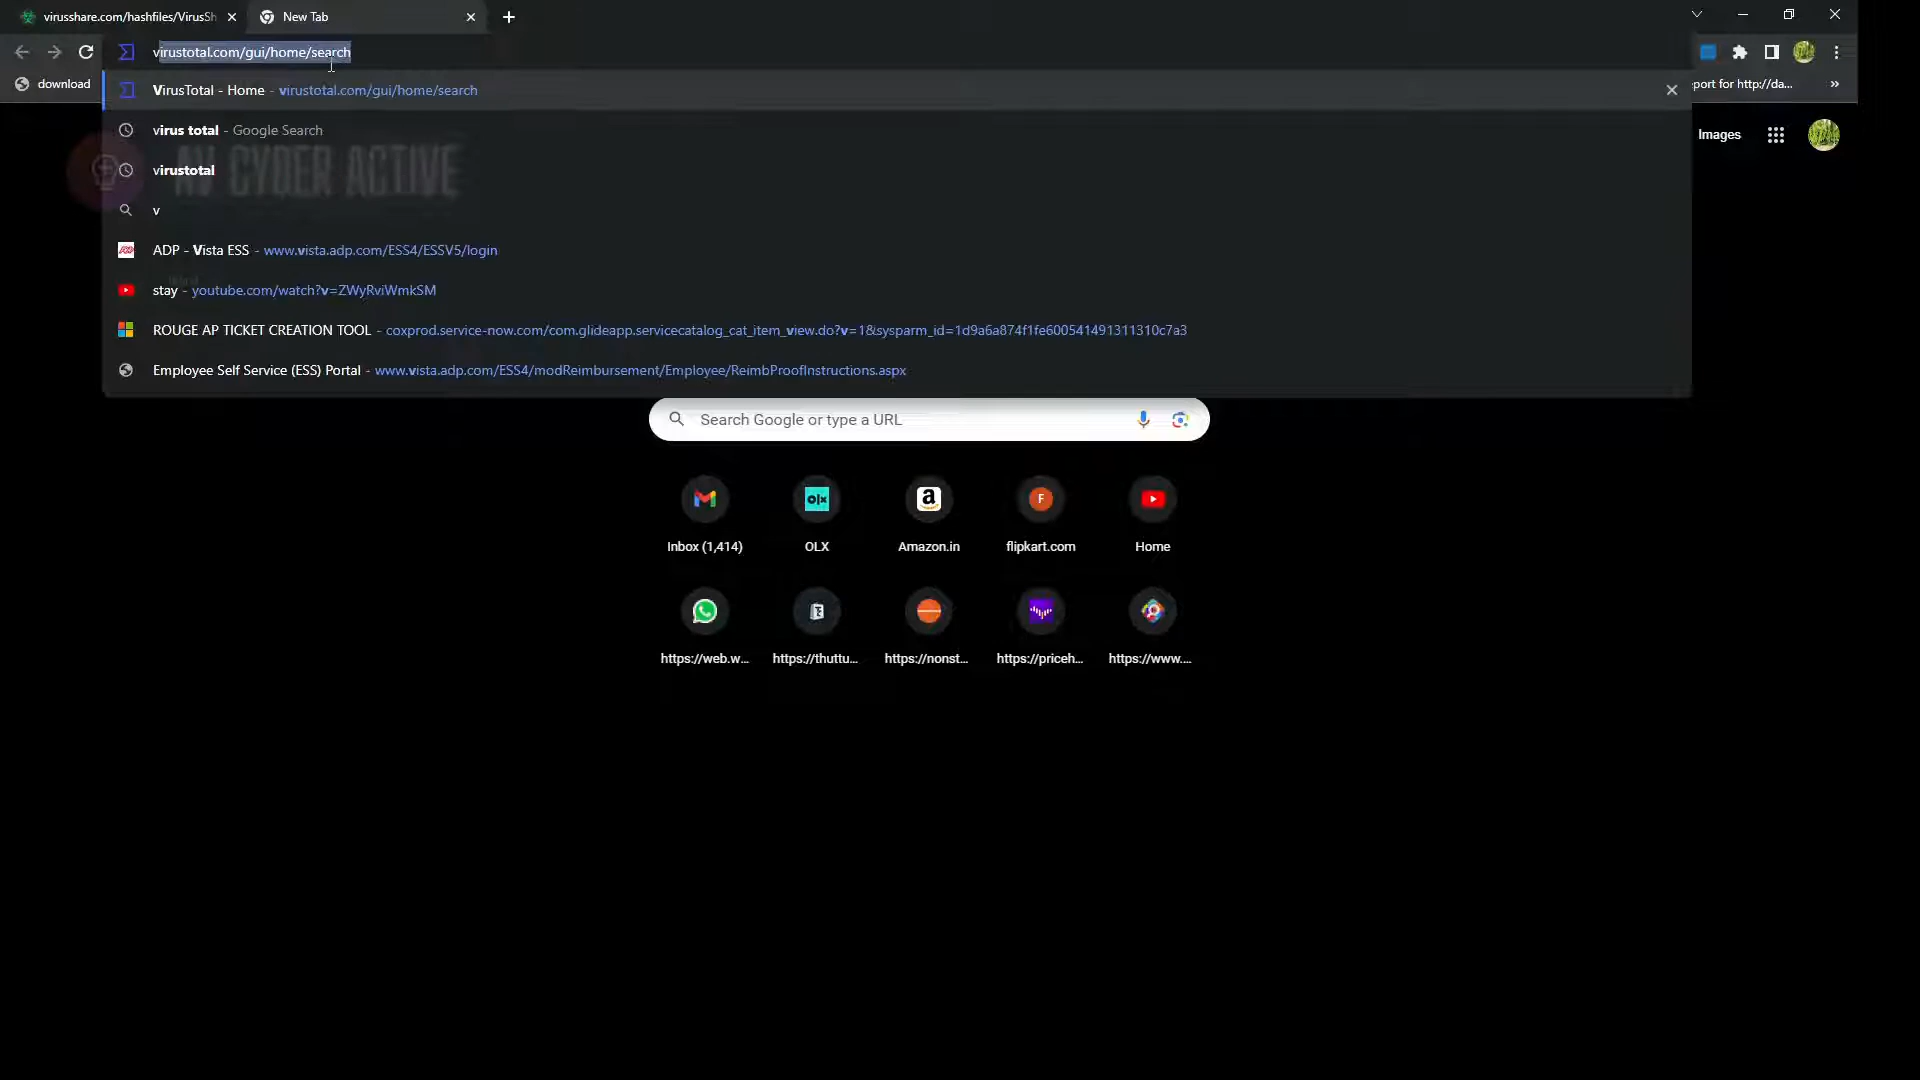 virusshare.com/hashfiles/VirusSh
New Tab
virustotal.com/gui/home/search
download
VirusTotal - Home - virustotal.com/gui/home/search
port for http://da...
virus total - Google Search
Images
virustotal
AV CYBER ACTIVE
v
ADP - Vista ESS - www.vista.adp.com/ESS4/ESSV5/login
stay - youtube.com/watch?v=ZWyRviWmkSM
ROUGE AP TICKET CREATION TOOL - coxprod.service-now.com/com.glideapp.servicecatalog_cat_item_view.do?v=1&sysparm_id=1d9a6a874f1fe600541491311310c7a3
Employee Self Service (ESS) Portal - www.vista.adp.com/ESS4/modReimbursement/Employee/ReimbProofInstructions.aspx
Search Google or type a URL
olx
a
F
Inbox (1,414)
OLX
Amazon.in
flipkart.com
Home
https://web.w...
https://thuttu...
https://nonst...
https://priceh...
https://www....